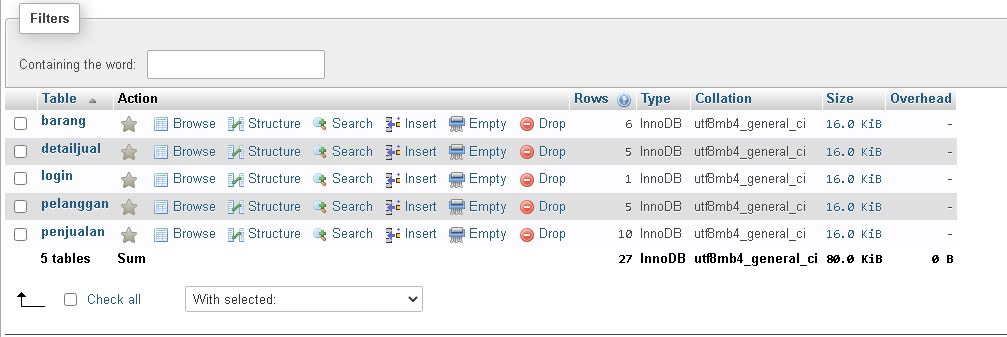 Filters
Containing the word:
Table Action Rows Type Collation Size Overhead
barang Browse Structure Search Insert Empty Drop 6 InnoDB utf8mb4_general_ci 16.0 KiB -
detailjual Browse Structure Search Insert Empty Drop 5 InnoDB utf8mb4_general_ci 16.0 KiB -
login Browse Structure Search Insert Empty Drop 1 InnoDB utf8mb4_general_ci 16.0 KiB -
pelanggan Browse Structure Search Insert Empty Drop 5 InnoDB utf8mb4_general_ci 16.0 KiB -
penjualan Browse Structure Search Insert Empty Drop 10 InnoDB utf8mb4_general_ci 16.0 KiB -
5 tables Sum 27 InnoDB utf8mb4_general_ci 80.0 KiB 0 B
Check all With selected: